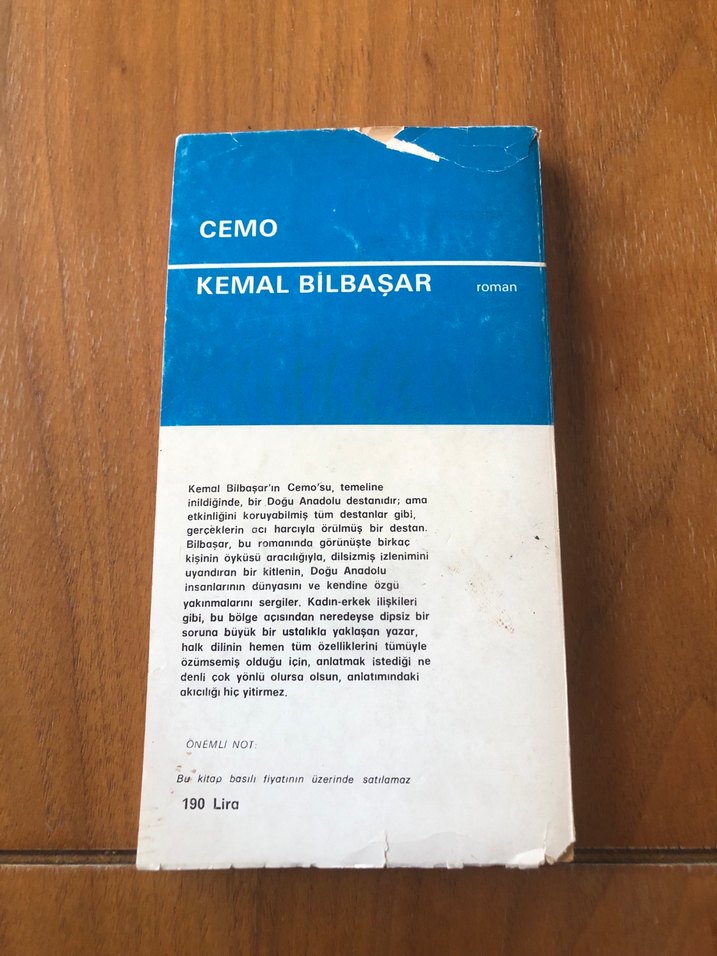 CEMO
KEMAL BİLBAŞAR roman
Kemal Bilbaşar'ın Cemo'su, temeline
inildiğinde, bir Doğu Anadolu destanıdır; ama
etkinliğini koruyabilmiş tüm destanlar gibi,
gerçeklerin acı harcıyla örülmüş bir destan.
Bilbaşar, bu romanında görünüşte birkaç
kişinin öyküsü aracılığıyla, dilsizmiş izlenimini
uyandıran bir kitlenin, Doğu Anadolu
insanlarının dünyasını ve kendine özgü
yakınmalarını sergiler. Kadın-erkek ilişkileri
gibi, bu bölge açısından neredeyse dipsiz bir
soruna büyük bir ustalıkla yaklaşan yazar,
halk dilinin hemen tüm özelliklerini tümüyle
özümsemiş olduğu için, anlatmak istediği ne
denli çok yönlü olursa olsun, anlatımındaki
akıcılığı hiç yitirmez.
ÖNEMLİ NOT:
Bu kitap basılı fiyatının üzerinde satılamaz
190 Lira